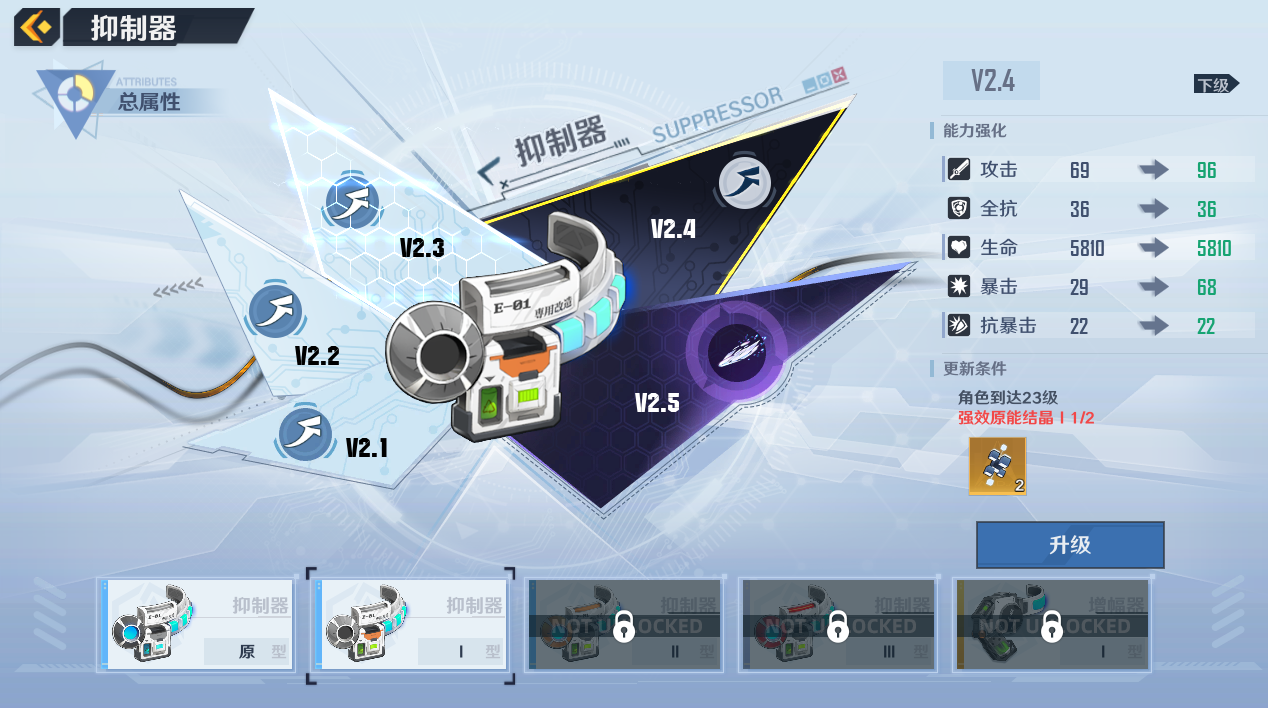 抑制器
ATTRIBUTES
总属性
抑制器
SUPPRESSOR
V2.3
V2.4
V2.2
V2.1
V2.5
E-01
专用改造
V2.4
下级
能力强化
攻击 69 96
全抗 36 36
生命 5810 5810
暴击 29 68
抗暴击 22 22
更新条件
角色到达23级
强效原能结晶 I 1/2
2
升级
抑制器
原 型
抑制器
I 型
抑制器
NOT UNLOCKED
II 型
抑制器
NOT UNLOCKED
III 型
增幅器
NOT UNLOCKED
I 型